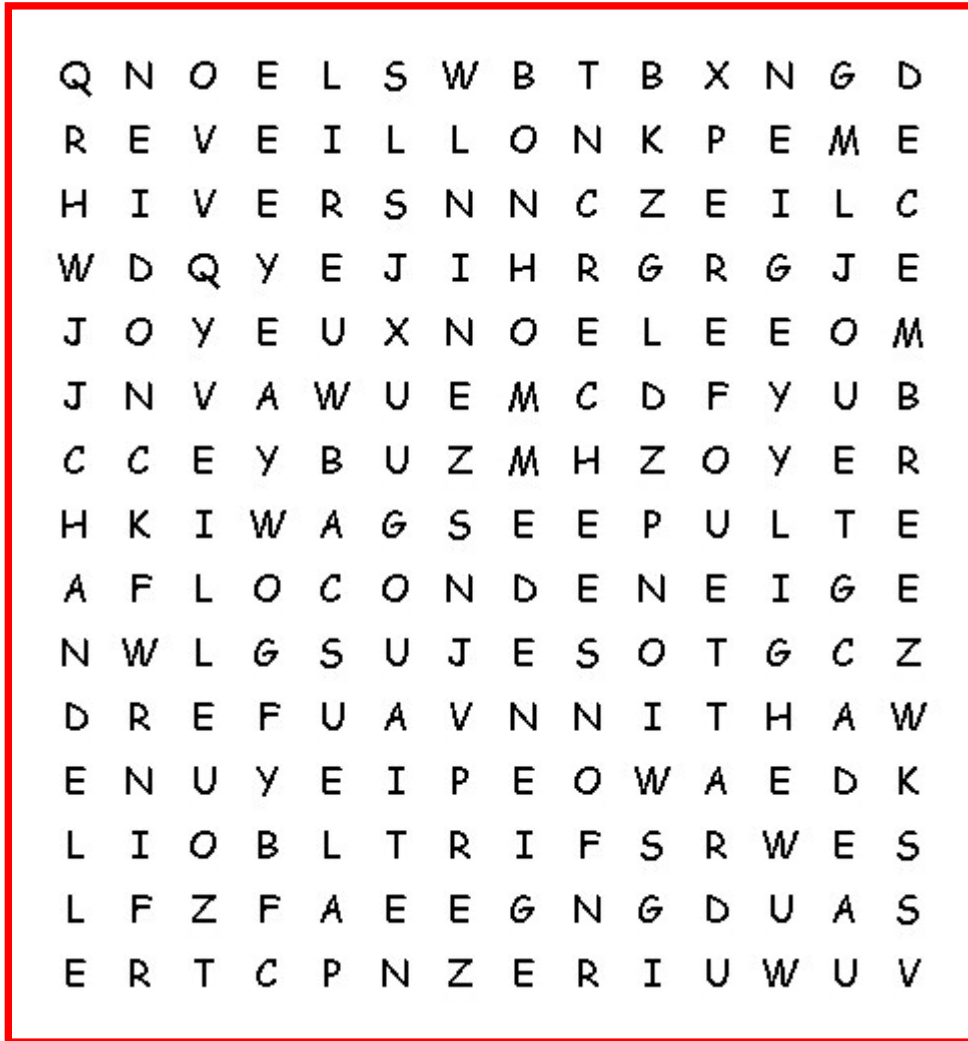 Q N O E L S W B T B X N G D
R E V E I L L O N K P E M E
H I V E R S N N C Z E I L C
W D Q Y E J I H R G R G J E
J O Y E U X N O E L E E O M
J N V A W U E M C D F Y U B
C C E Y B U Z M H Z O Y E R
H K I W A G S E E P U L T E
A F L O C O N D E N E I G E
N W L G S U J E S O T G C Z
D R E F U A V N N I T H A W
E N U Y E I P E O W A E D K
L I O B L T R I F S R W E S
L F Z F A E E G N G D U A S
E R T C P N Z E R I U W U V